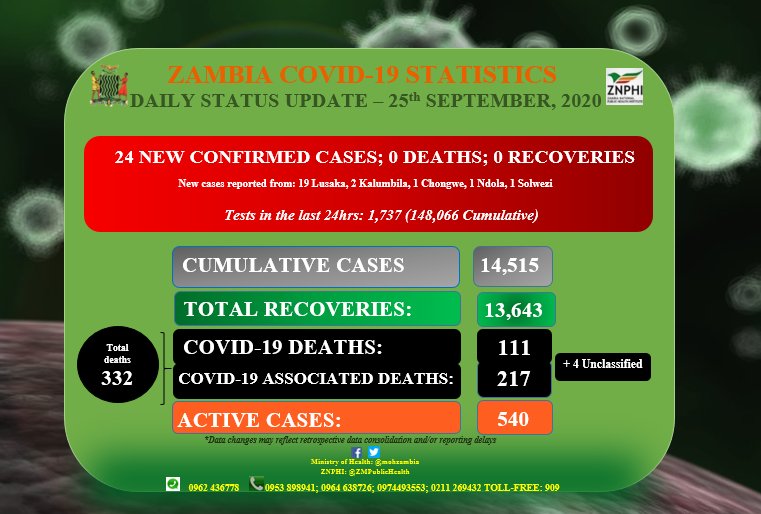 ZAMBIA COVID-19 STATISTICS
DAILY STATUS UPDATE – 25th SEPTEMBER, 2020
ZNPHI
24 NEW CONFIRMED CASES; 0 DEATHS; 0 RECOVERIES
New cases reported from: 19 Lusaka, 2 Kalumbila, 1 Chongwe, 1 Ndola, 1 Solwezi
Tests in the last 24hrs: 1,737 (148,066 Cumulative)
CUMULATIVE CASES 14,515
TOTAL RECOVERIES: 13,643
Total
deaths
332
COVID-19 DEATHS: 111
COVID-19 ASSOCIATED DEATHS: 217
+ 4 Unclassified
ACTIVE CASES: 540
*Data changes may reflect retrospective data consolidation and/or reporting delays
Ministry of Health: @mohzambia
ZNPHI: @ZMPublicHealth
0962 436778 0953 898941; 0964 638726; 0974493553; 0211 269432 TOLL-FREE: 909